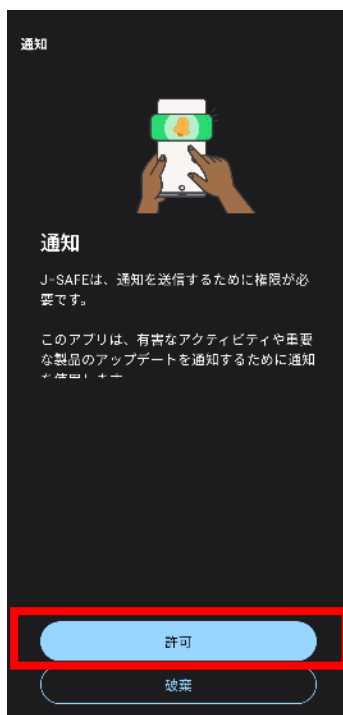 通知
通知
J-SAFEは、通知を送信するために権限が必
要です。
このアプリは、有害なアクティビティや重要
な製品のアップデートを通知するために通知
許可
破棄